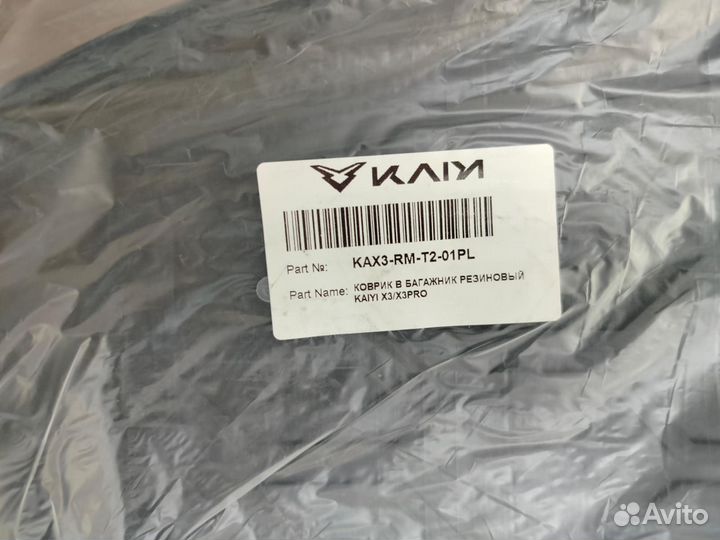 KAIYI
Part №: KAX3-RM-T2-01PL
Part Name: КОВРИК В БАГАЖНИК РЕЗИНОВЫЙ
KAIYI X3/X3PRO
Avito